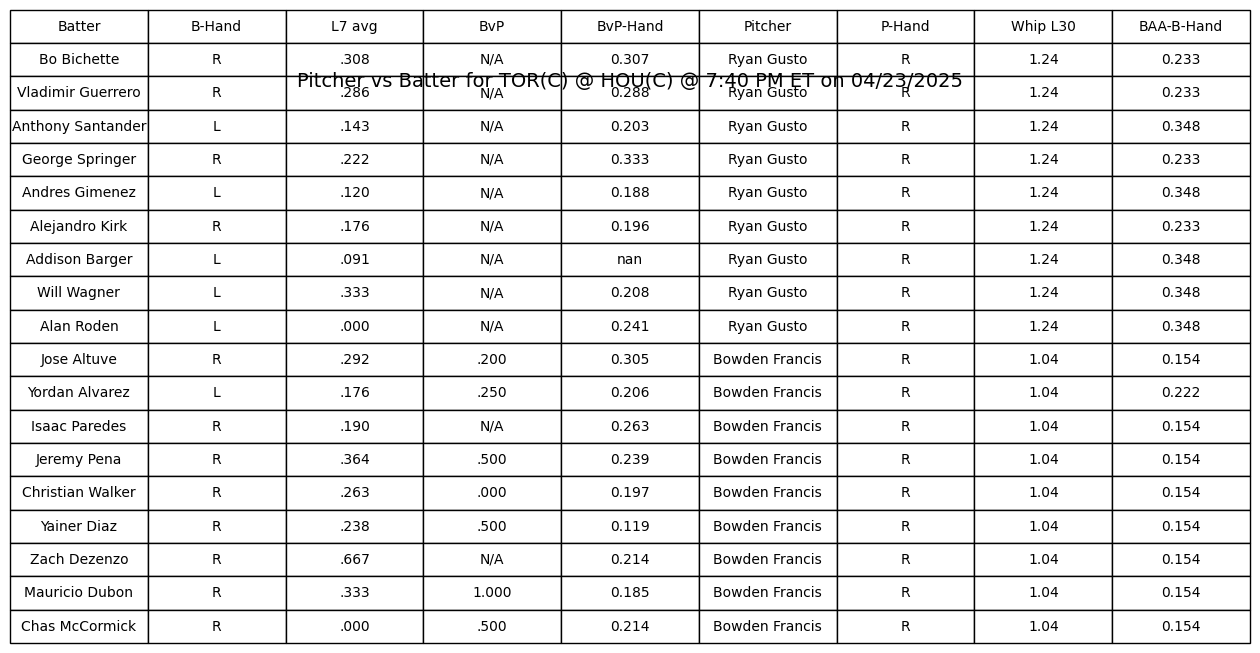 Batter B-Hand L7 avg BvP BvP-Hand Pitcher P-Hand Whip L30 BAA-B-Hand
Bo Bichette R .308 N/A 0.307 Ryan Gusto R 1.24 0.233
Pitcher vs Batter for TOR(C) @ HOU(C) @ 7:40 PM ET on 04/23/2025
Vladimir Guerrero R .286 N/A 0.288 Ryan Gusto R 1.24 0.233
Anthony Santander L .143 N/A 0.203 Ryan Gusto R 1.24 0.348
George Springer R .222 N/A 0.333 Ryan Gusto R 1.24 0.233
Andres Gimenez L .120 N/A 0.188 Ryan Gusto R 1.24 0.348
Alejandro Kirk R .176 N/A 0.196 Ryan Gusto R 1.24 0.233
Addison Barger L .091 N/A nan Ryan Gusto R 1.24 0.348
Will Wagner L .333 N/A 0.208 Ryan Gusto R 1.24 0.348
Alan Roden L .000 N/A 0.241 Ryan Gusto R 1.24 0.348
Jose Altuve R .292 .200 0.305 Bowden Francis R 1.04 0.154
Yordan Alvarez L .176 .250 0.206 Bowden Francis R 1.04 0.222
Isaac Paredes R .190 N/A 0.263 Bowden Francis R 1.04 0.154
Jeremy Pena R .364 .500 0.239 Bowden Francis R 1.04 0.154
Christian Walker R .263 .000 0.197 Bowden Francis R 1.04 0.154
Yainer Diaz R .238 .500 0.119 Bowden Francis R 1.04 0.154
Zach Dezenzo R .667 N/A 0.214 Bowden Francis R 1.04 0.154
Mauricio Dubon R .333 1.000 0.185 Bowden Francis R 1.04 0.154
Chas McCormick R .000 .500 0.214 Bowden Francis R 1.04 0.154